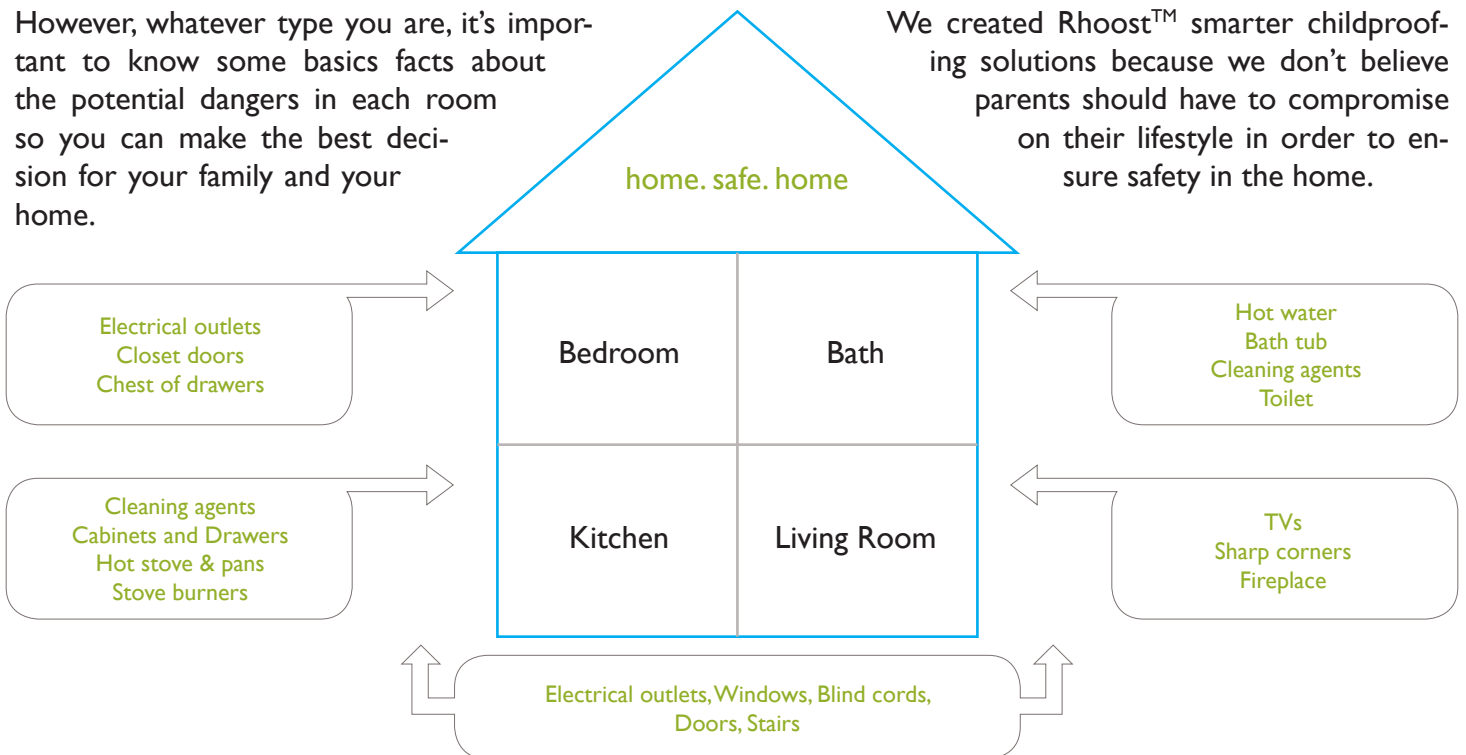 However, whatever type you are, it's impor-
tant to know some basics facts about
the potential dangers in each room
so you can make the best deci-
sion for your family and your
home.
We created Rhoost™ smarter childproof-
ing solutions because we don't believe
parents should have to compromise
on their lifestyle in order to en-
sure safety in the home.
home. safe. home
Electrical outlets
Closet doors
Chest of drawers
Bedroom
Bath
Hot water
Bath tub
Cleaning agents
Toilet
Cleaning agents
Cabinets and Drawers
Hot stove & pans
Stove burners
Kitchen
Living Room
TVs
Sharp corners
Fireplace
Electrical outlets, Windows, Blind cords,
Doors, Stairs